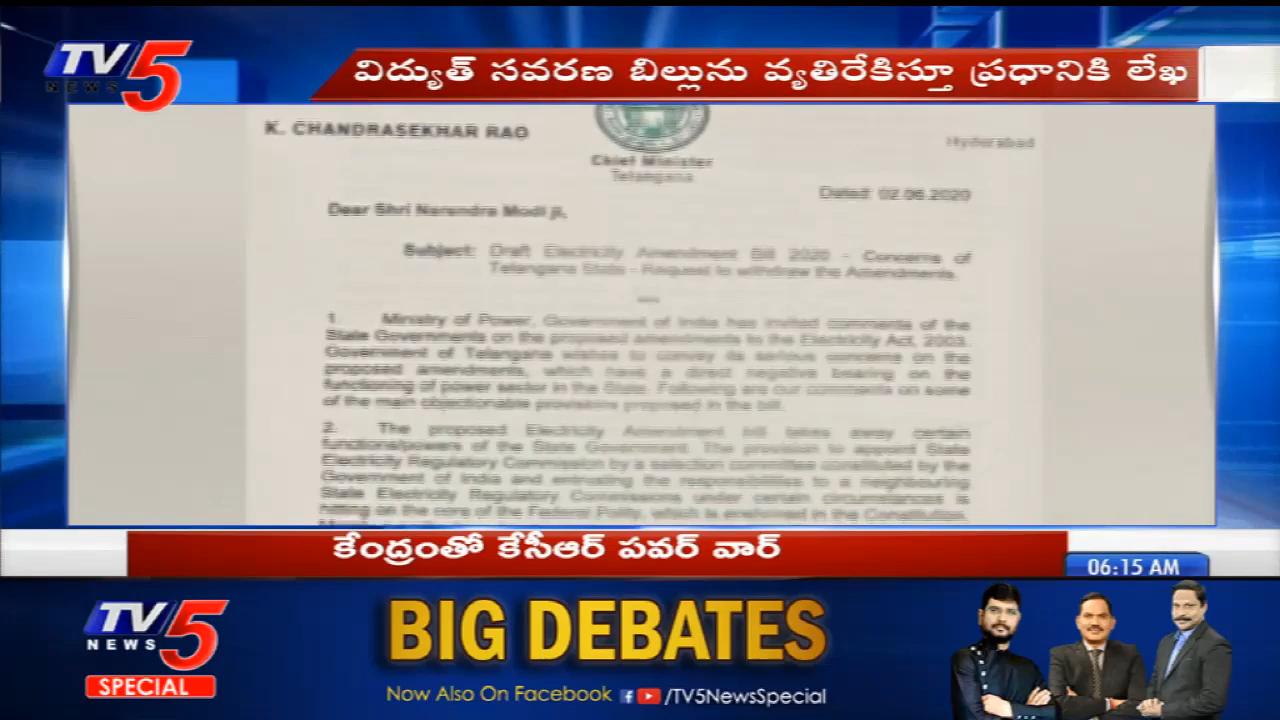 TV5
NEWS
విద్యుత్ సవరణ బిల్లును వ్యతిరేకిస్తూ ప్రధానికి లేఖ
K. CHANDRASEKHAR RAO
Hyderabad
Chief Minister
Telangana
Dated: 02.06.2020
Dear Shri Narendra Modi ji,
Subject: Draft Electricity Amendment Bill 2020 - Concerns of
Telangana State - Request to withdraw the Amendments.
1. Ministry of Power, Government of India has invited comments of the
State Governments on the proposed amendments to the Electricity Act, 2003.
Government of Telangana wishes to convey its serious concerns on the
proposed amendments, which have a direct negative bearing on the
functioning of power sector in the State. Following are our comments on some
of the main objectionable provisions proposed in the bill.
2. The proposed Electricity Amendment bill takes away certain
functions/powers of the State Government. The provision to appoint State
Electricity Regulatory Commission by a selection committee constituted by the
Government of India and entrusting the responsibilities to a neighbouring
State Electricity Regulatory Commissions under certain circumstances is
hitting on the core of the Federal Polity, which is enshrined in the Constitution.
కేంద్రంతో కేసీఆర్ పవర్ వార్
06:15 AM
TV5
NEWS
SPECIAL
BIG DEBATES
Now Also On Facebook f /TV5NewsSpecial